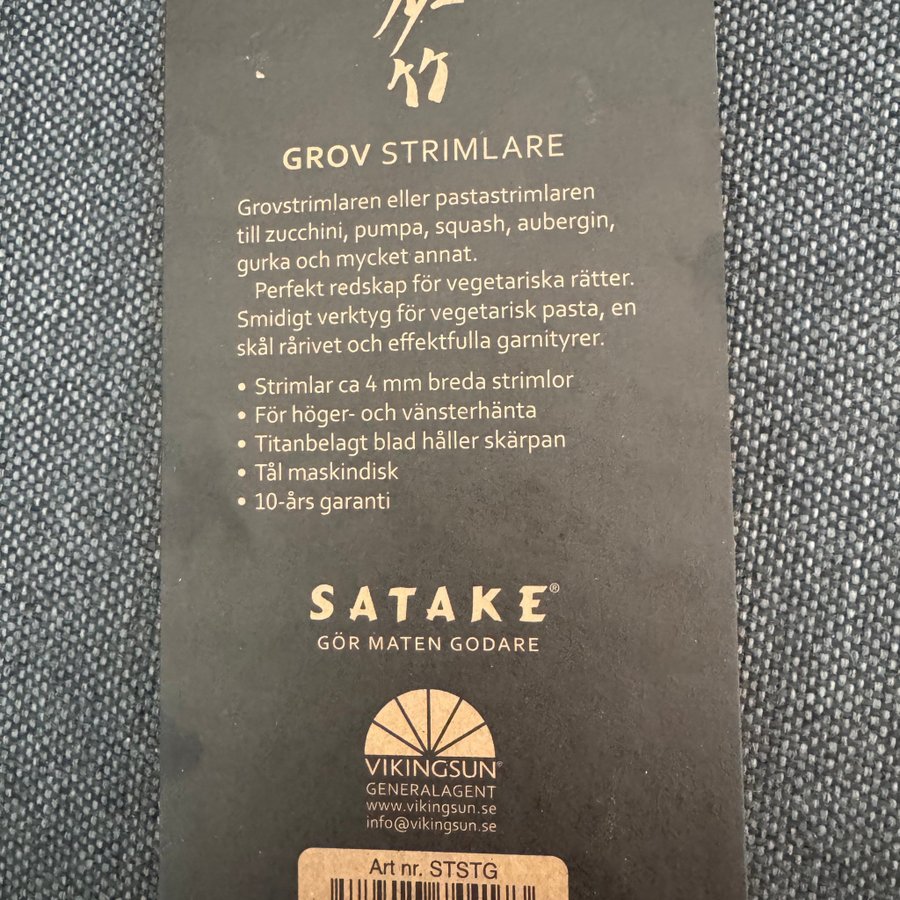 竹
GROV STRIMLARE
Grovstrimlaren eller pastastrimlaren
till zucchini, pumpa, squash, aubergin,
gurka och mycket annat.
Perfekt redskap för vegetariska rätter.
Smidigt verktyg för vegetarisk pasta, en
skål rårivet och effektfulla garnityrer.
• Strimlar ca 4 mm breda strimlor
• För höger- och vänsterhänta
• Titanbelagt blad håller skärpan
• Tål maskindisk
• 10-års garanti
SATAKE®
GÖR MATEN GODARE
VIKINGSUN®
GENERALAGENT
www.vikingsun.se
info@vikingsun.se
Art nr. STSTG